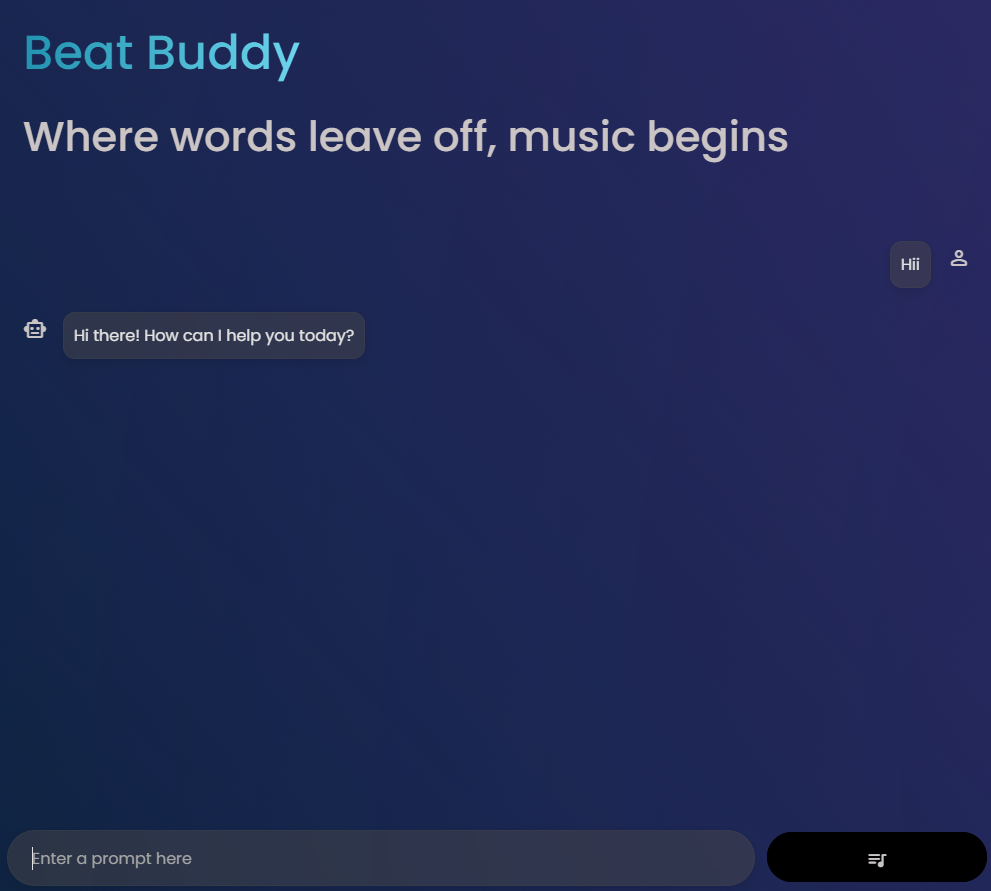 Beat Buddy
Where words leave off, music begins
Hii
Hi there! How can I help you today?
Enter a prompt here